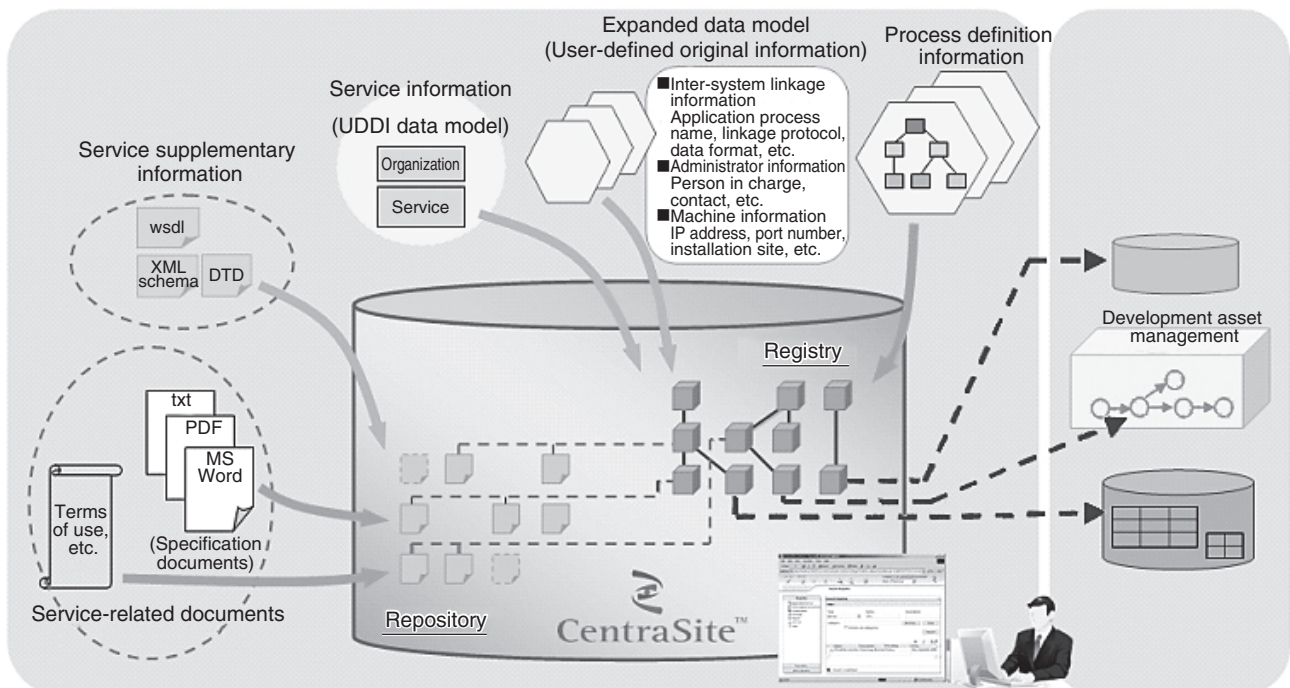 Expanded data model
(User-defined original information)
Process definition
information
Service information
(UDDI data model)
Organization
Service
■Inter-system linkage
information
Application process
name, linkage protocol,
data format, etc.
■Administrator information
Person in charge,
contact, etc.
■Machine information
IP address, port number,
installation site, etc.
Service supplementary
information
wsdl
XML
schema
DTD
Registry
Development asset
management
txt
PDF
MS
Word
Terms
of use,
etc.
(Specification
documents)
Service-related documents
Repository
CentraSite™